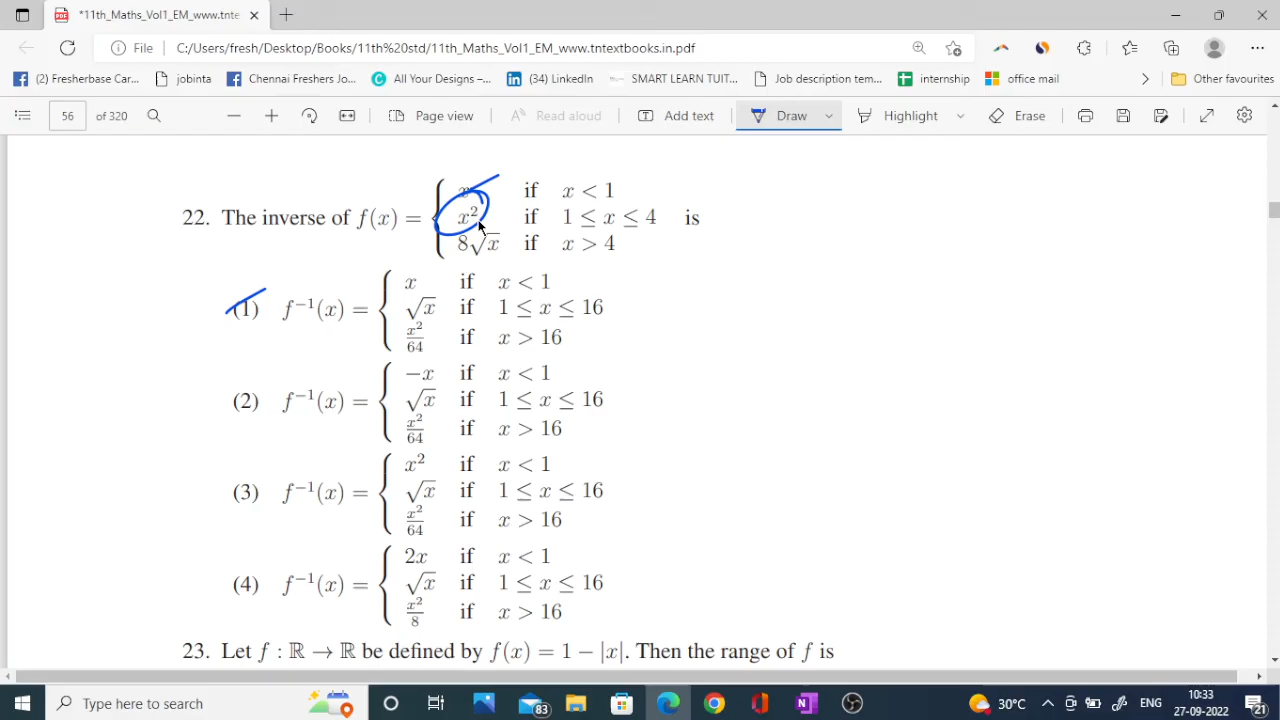 *11th_Maths_Vol1_EM_www.tnte
File C:/Users/fresh/Desktop/Books/11th%20std/11th_Maths_Vol1_EM_www.tntextbooks.in.pdf
(2) Fresherbase Car... jobinta Chennai Freshers Jo... All Your Designs –... (34) LinkedIn SMART LEARN TUIT... Job description tem... internship office mail Other favourites
56 of 320 Page view Read aloud Add text Draw Highlight Erase
22. The inverse of f(x) = { x if x < 1
x² if 1 ≤ x ≤ 4 is
8√x if x > 4
(1) f⁻¹(x) = { x if x < 1
√x if 1 ≤ x ≤ 16
x²/64 if x > 16
(2) f⁻¹(x) = { −x if x < 1
√x if 1 ≤ x ≤ 16
x²/64 if x > 16
(3) f⁻¹(x) = { x² if x < 1
√x if 1 ≤ x ≤ 16
x²/64 if x > 16
(4) f⁻¹(x) = { 2x if x < 1
√x if 1 ≤ x ≤ 16
x²/8 if x > 16
23. Let f : ℝ → ℝ be defined by f(x) = 1 − |x|. Then the range of f is
Type here to search 83 30°C ENG 10:33
27-09-2022 21